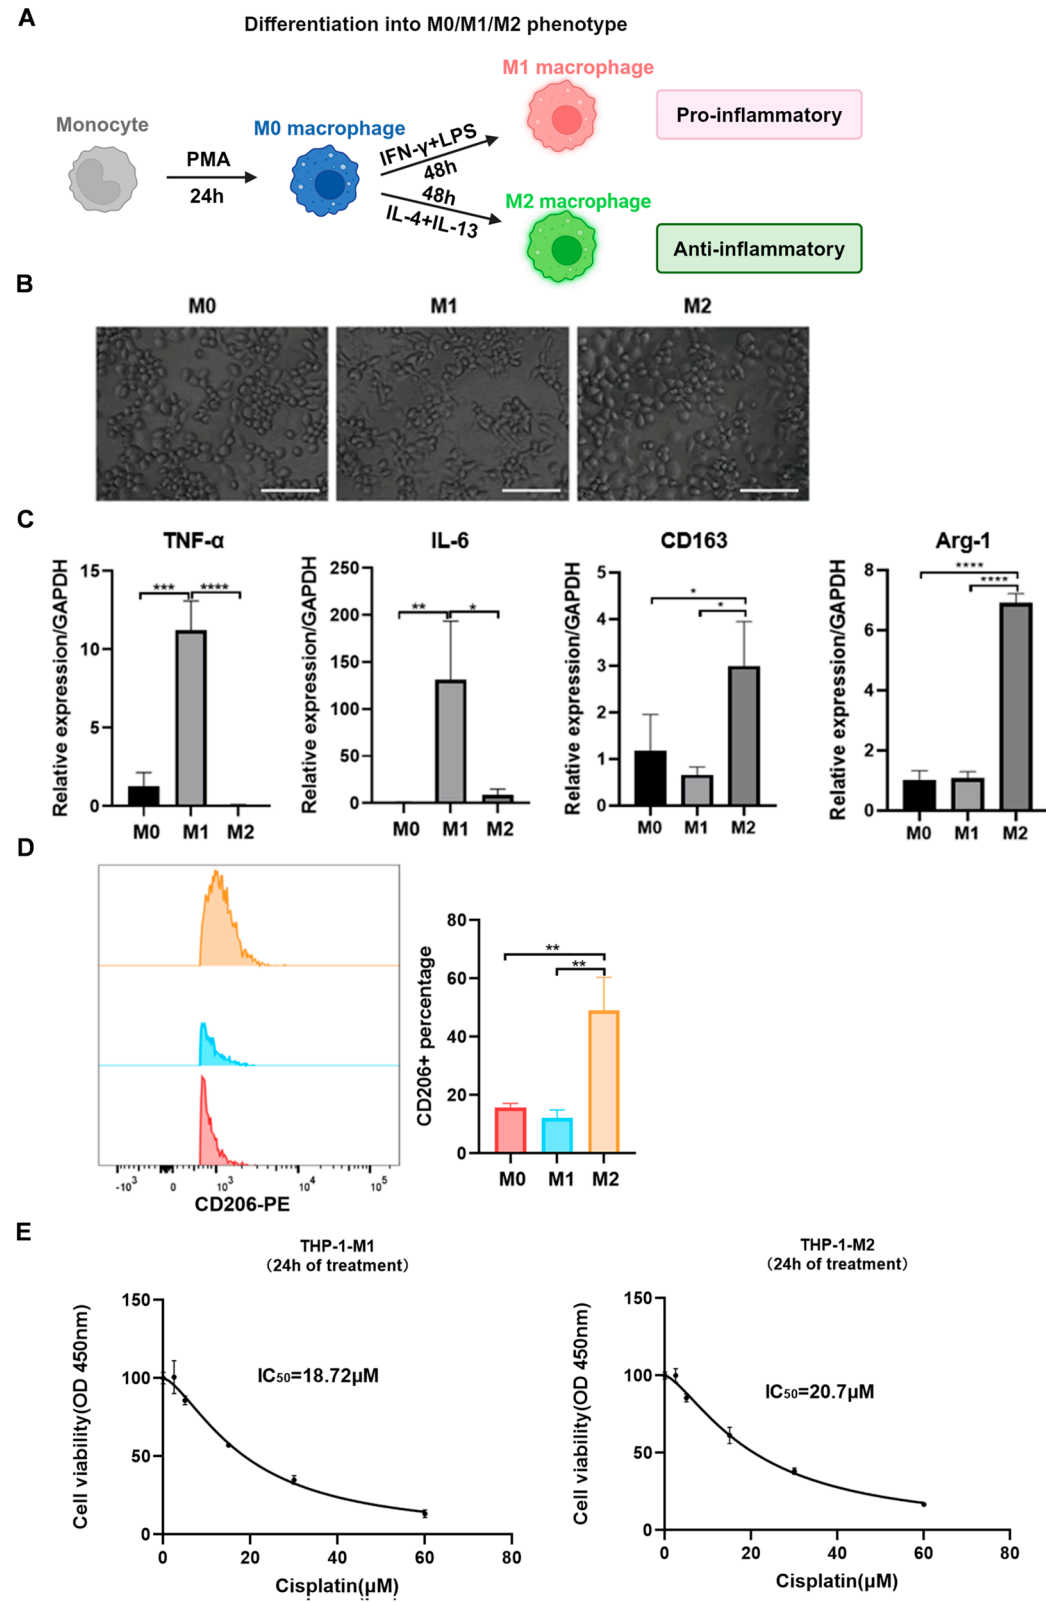 A
Differentiation into M0/M1/M2 phenotype
Monocyte
PMA
24h
M0 macrophage
IFN-γ+LPS
48h
48h
IL-4+IL-13
M1 macrophage
Pro-inflammatory
M2 macrophage
Anti-inflammatory
B
M0
M1
M2
C
TNF-α
Relative expression/GAPDH
15
10
5
0
***
****
M0
M1
M2
IL-6
Relative expression/GAPDH
250
200
150
100
50
0
**
*
M0
M1
M2
CD163
Relative expression/GAPDH
5
4
3
2
1
0
*
*
M0
M1
M2
Arg-1
Relative expression/GAPDH
8
6
4
2
0
****
****
M0
M1
M2
D
-10³
0
10³
10⁴
10⁵
CD206-PE
CD206+ percentage
80
60
40
20
0
**
**
M0
M1
M2
E
THP-1-M1
(24h of treatment)
Cell viability(OD 450nm)
150
100
50
0
IC₅₀=18.72μM
0
20
40
60
80
Cisplatin(μM)
THP-1-M2
(24h of treatment)
Cell viability(OD 450nm)
150
100
50
0
IC₅₀=20.7μM
0
20
40
60
80
Cisplatin(μM)